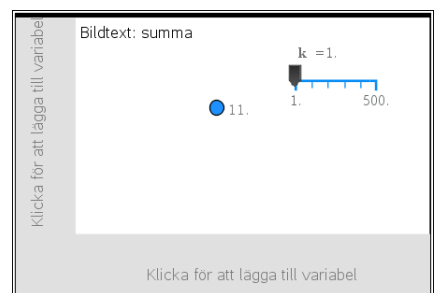 Klicka för att lägga till variabel
Bildtext: summa
k =1.
1. 500.
11.
Klicka för att lägga till variabel